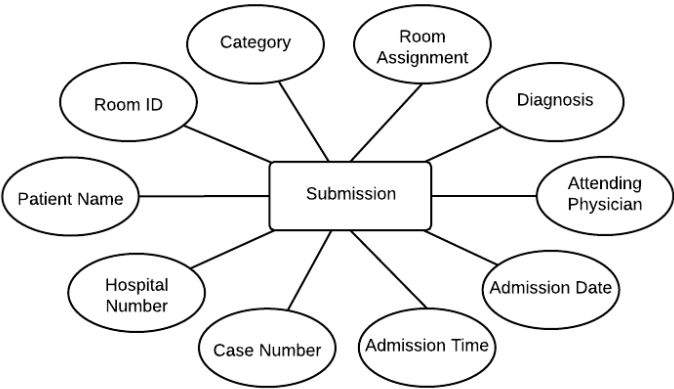 Category
Room
Assignment
Room ID
Diagnosis
Patient Name
Submission
Attending
Physician
Hospital
Number
Admission Date
Case Number
Admission Time